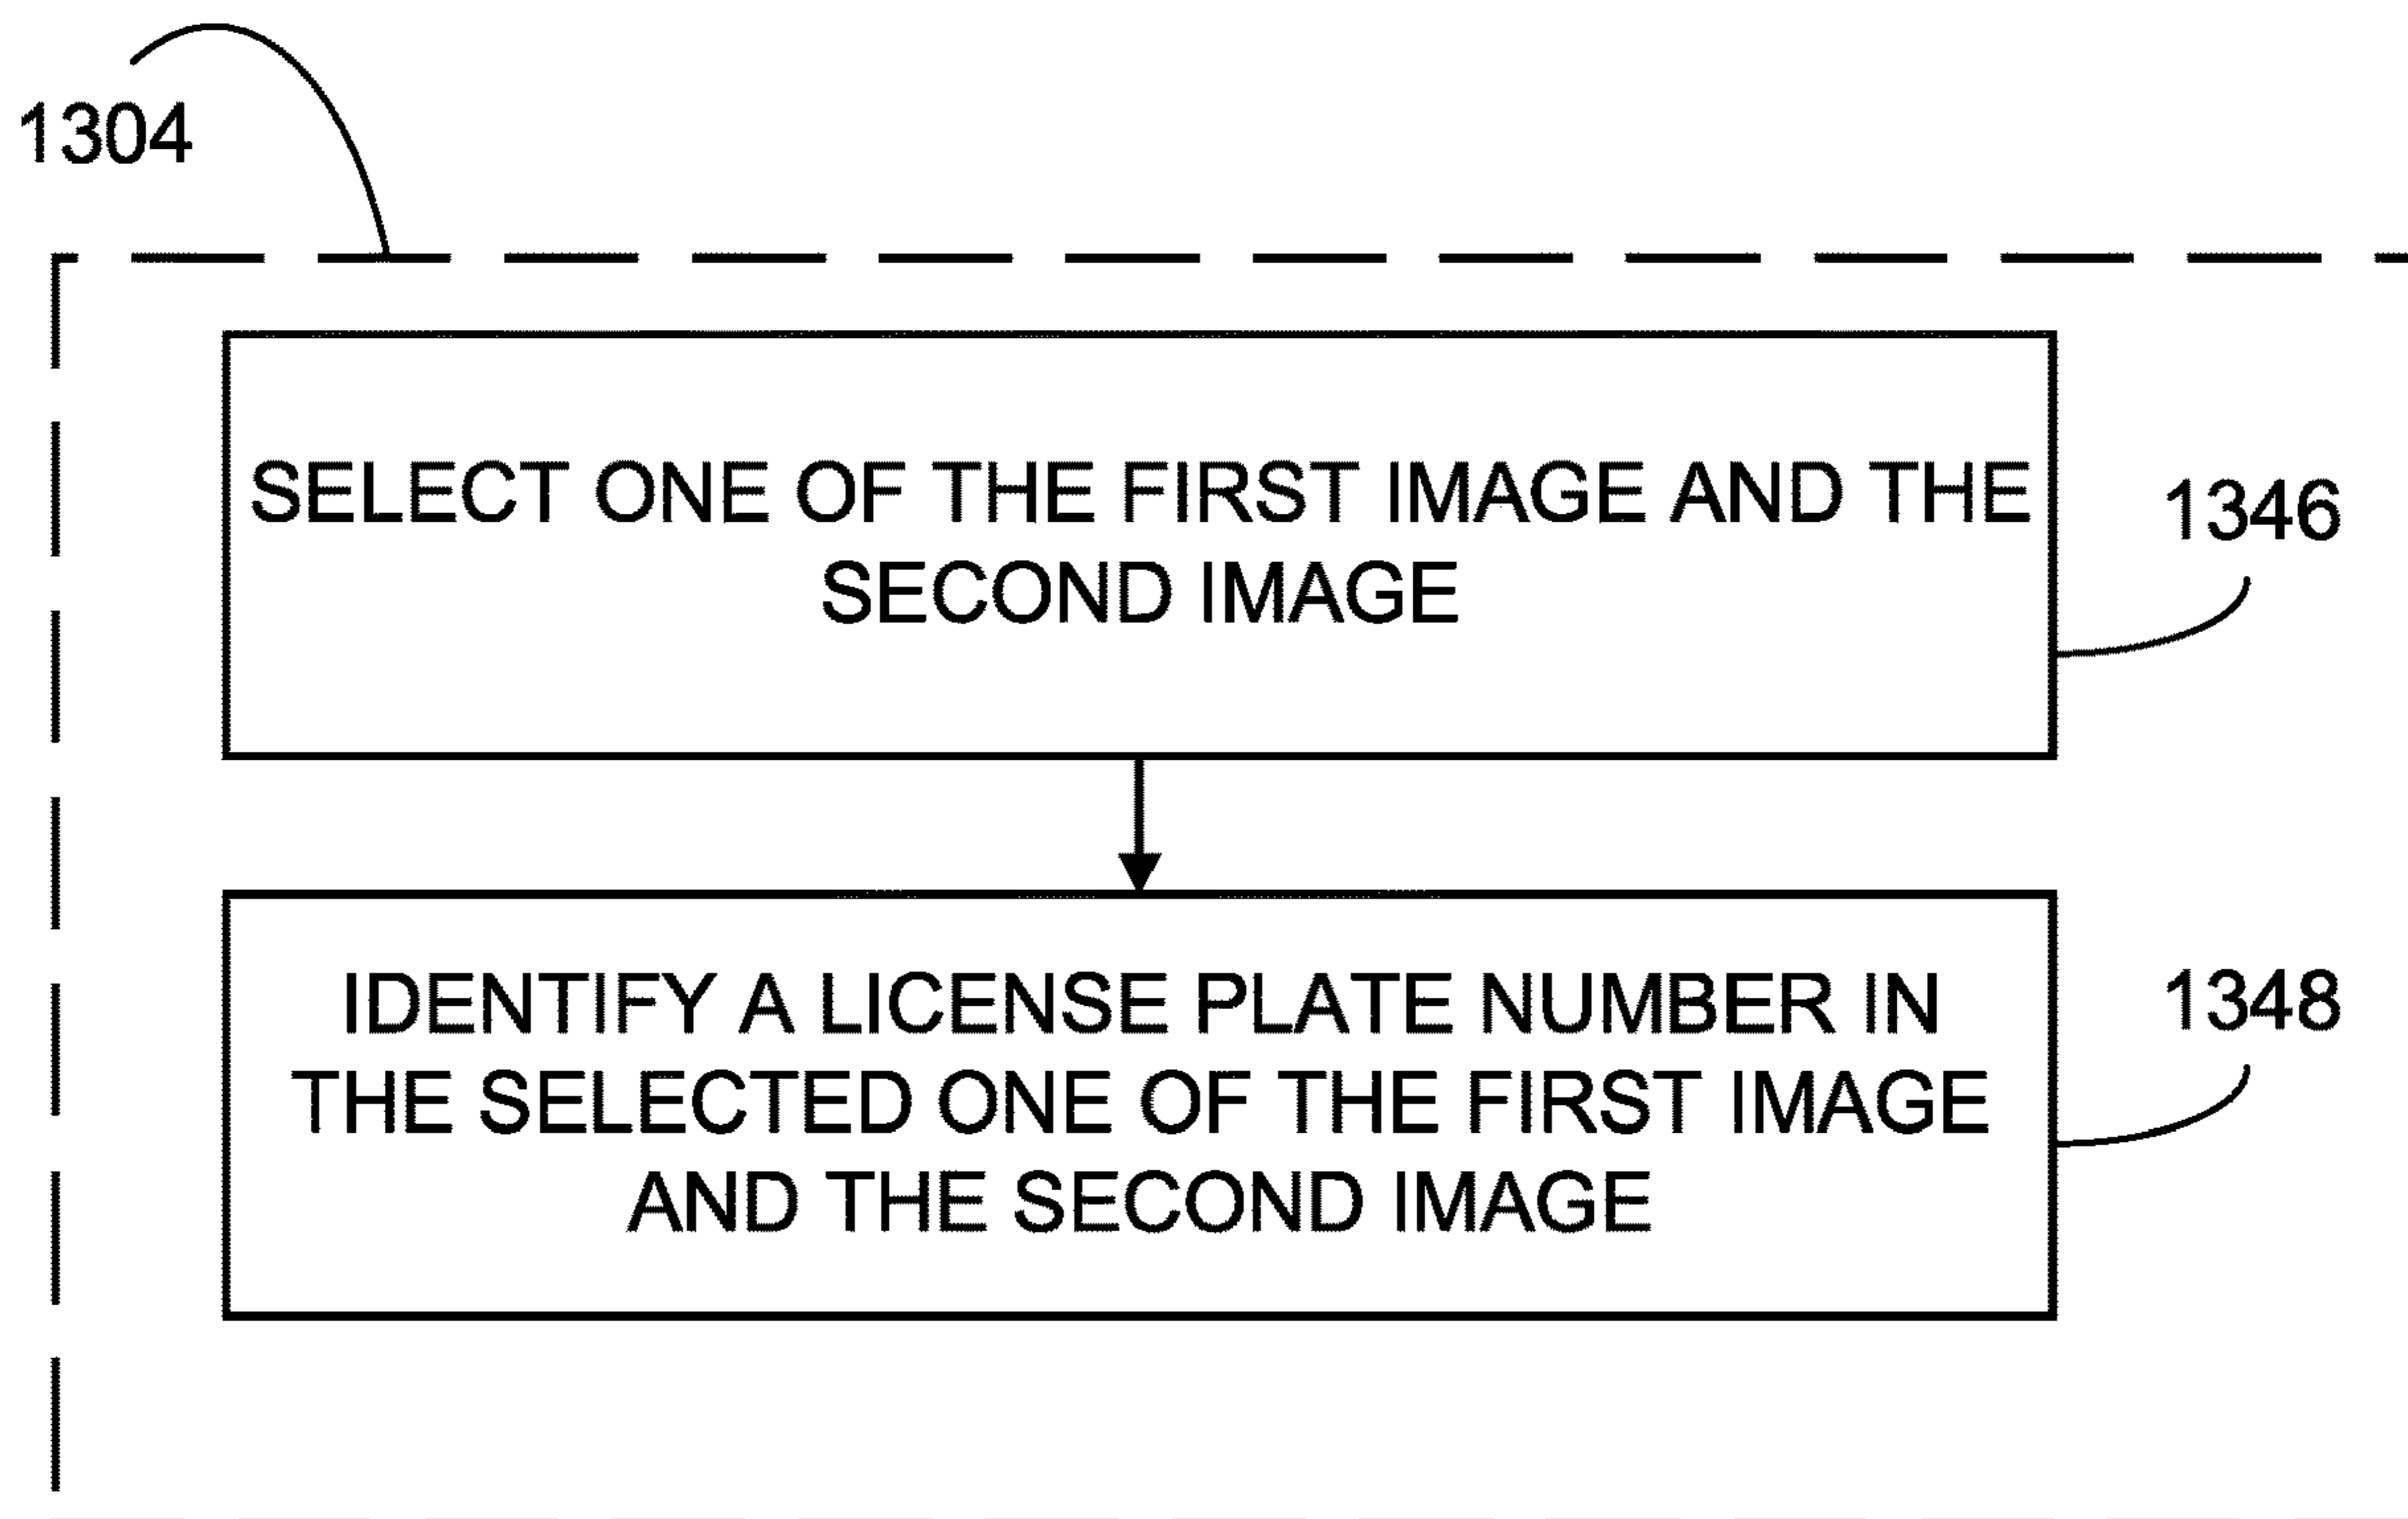 1304
SELECT ONE OF THE FIRST IMAGE AND THE
SECOND IMAGE
1346
IDENTIFY A LICENSE PLATE NUMBER IN
THE SELECTED ONE OF THE FIRST IMAGE
AND THE SECOND IMAGE
1348